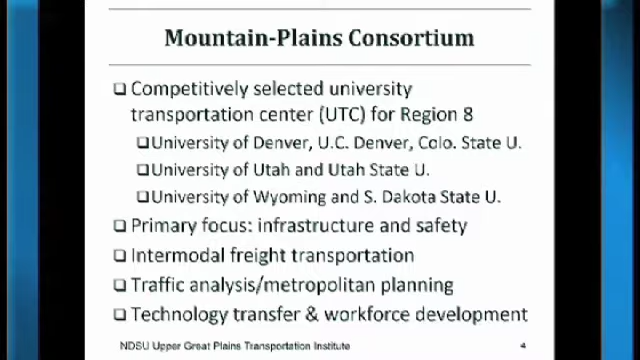 Mountain-Plains Consortium
❑Competitively selected university
transportation center (UTC) for Region 8
❑University of Denver, U.C. Denver, Colo. State U.
❑University of Utah and Utah State U.
❑University of Wyoming and S. Dakota State U.
❑Primary focus: infrastructure and safety
❑Intermodal freight transportation
❑Traffic analysis/metropolitan planning
❑Technology transfer & workforce development
NDSU Upper Great Plains Transportation Institute 4